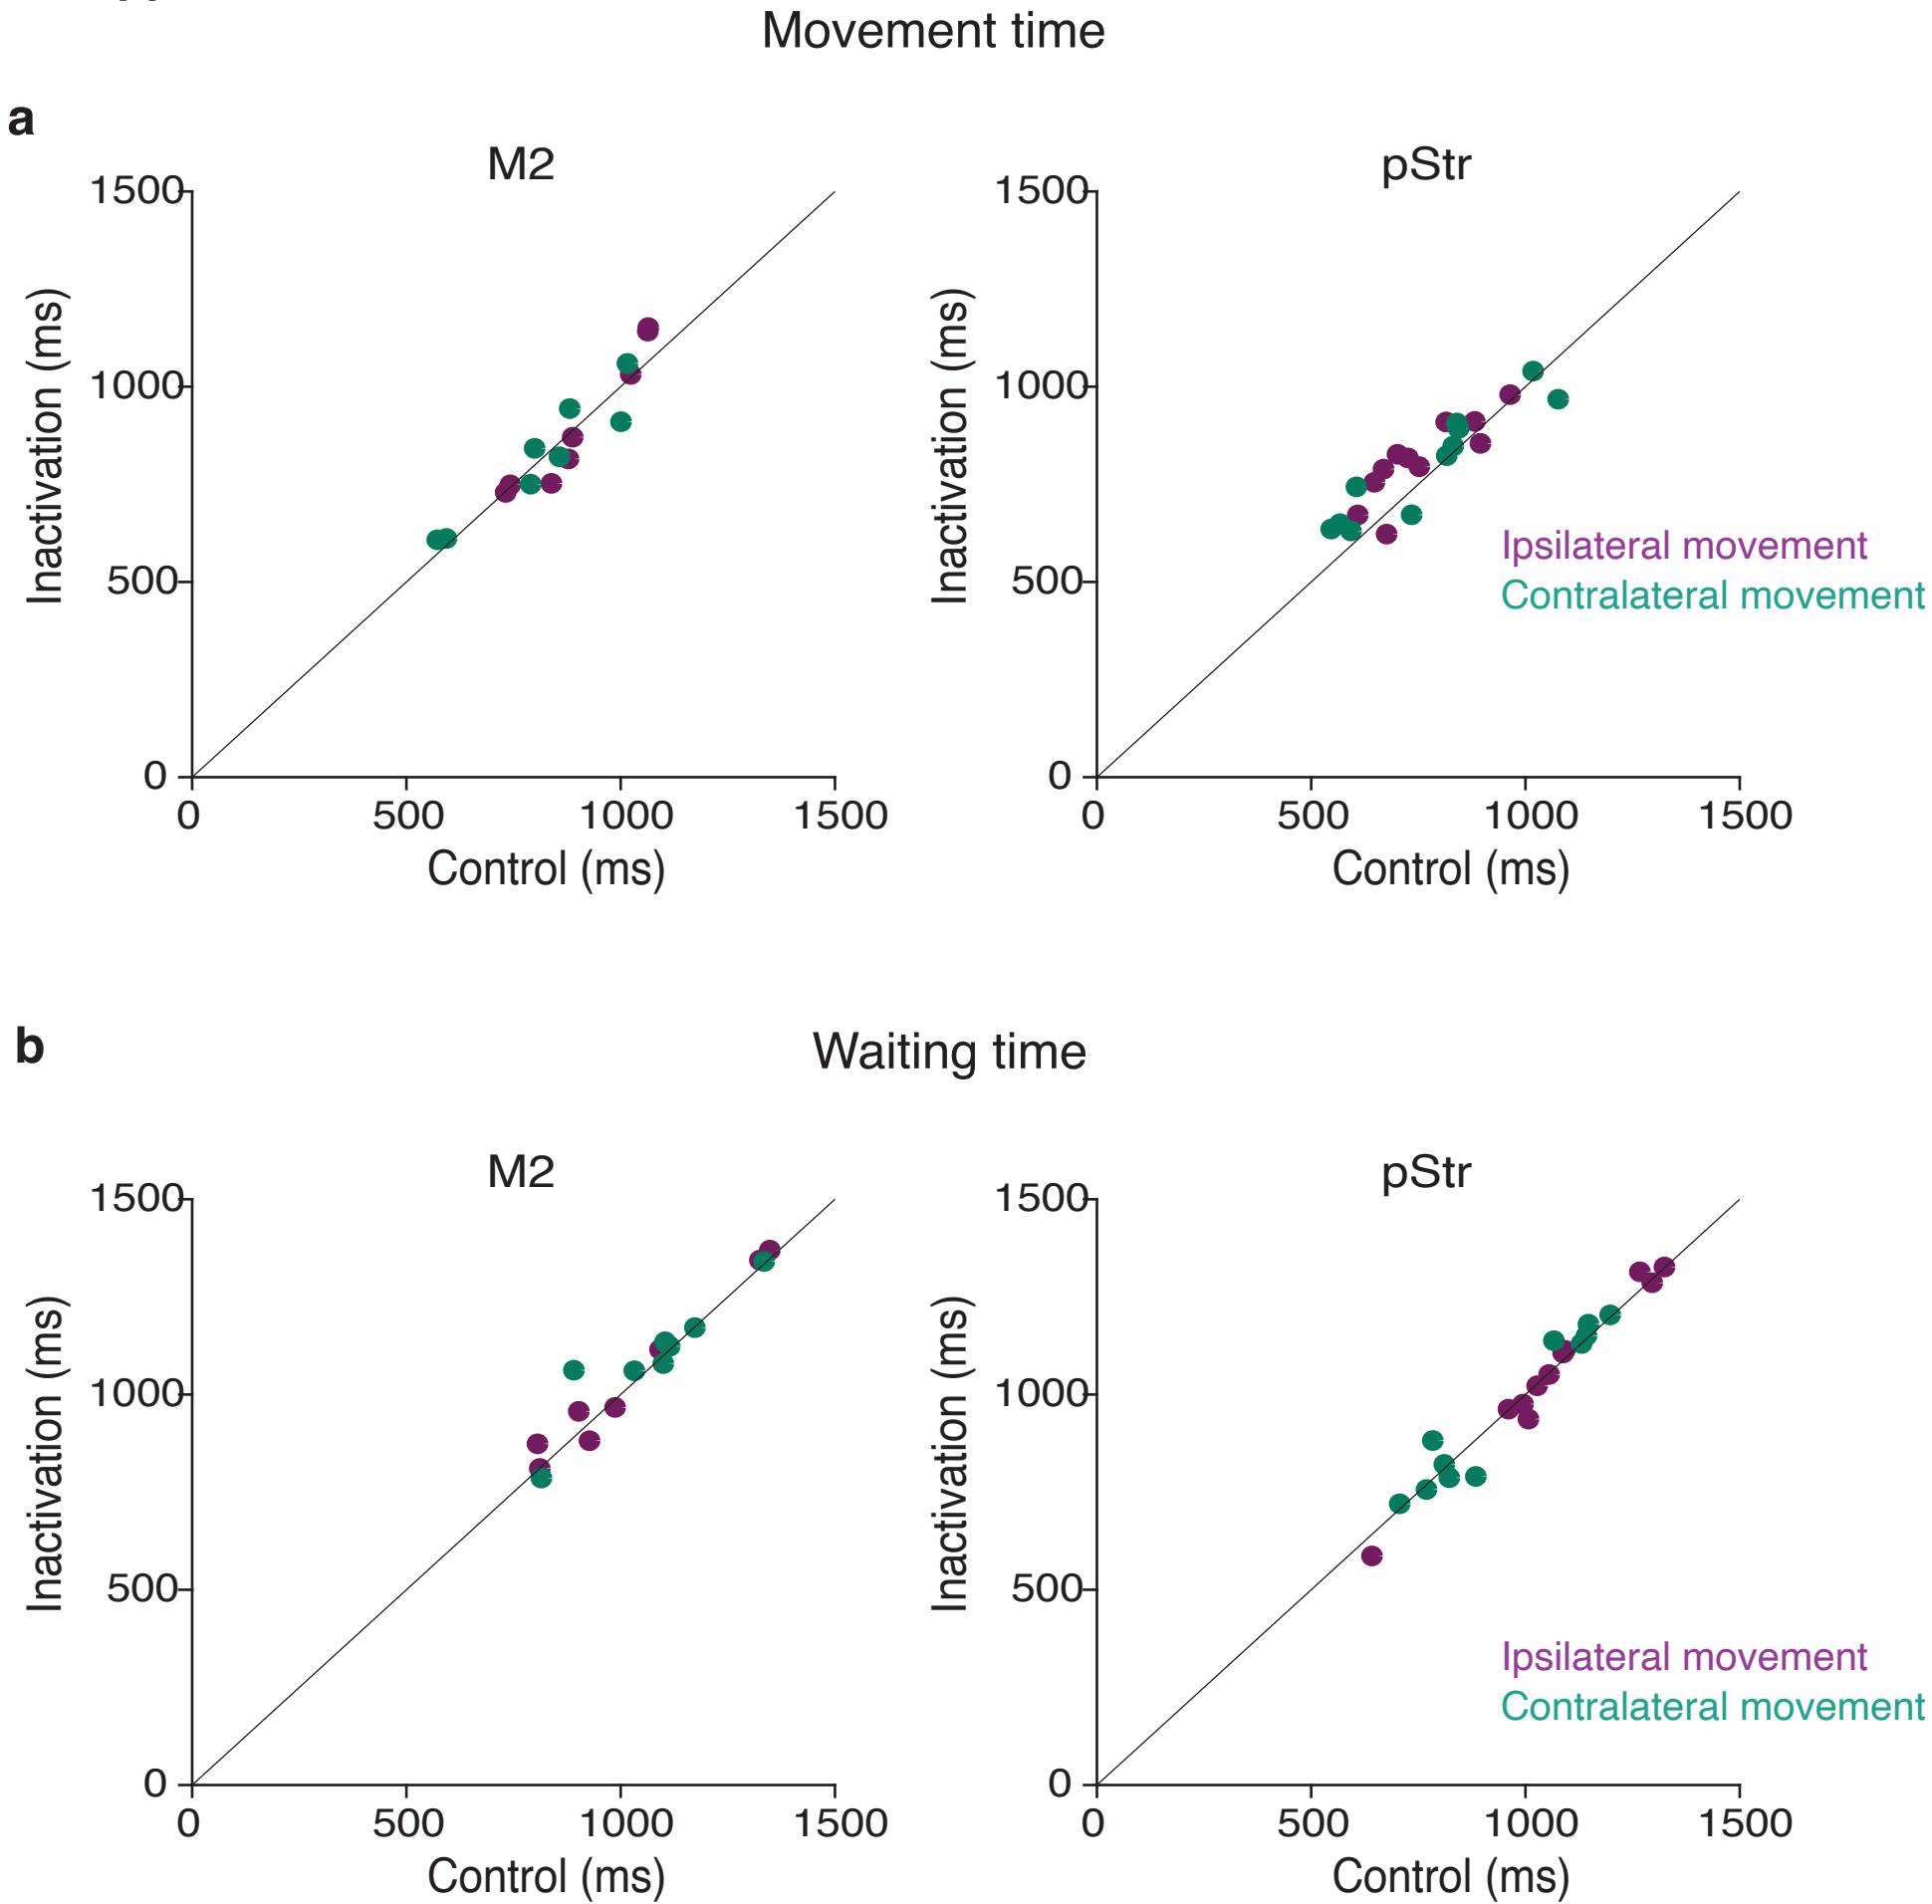 Movement time
a
M2
pStr
1500
1000
500
0
Inactivation (ms)
0 500 1000 1500
Control (ms)
1500
1000
500
0
Inactivation (ms)
0 500 1000 1500
Control (ms)
Ipsilateral movement
Contralateral movement
b
Waiting time
M2
pStr
1500
1000
500
0
Inactivation (ms)
0 500 1000 1500
Control (ms)
1500
1000
500
0
Inactivation (ms)
0 500 1000 1500
Control (ms)
Ipsilateral movement
Contralateral movement